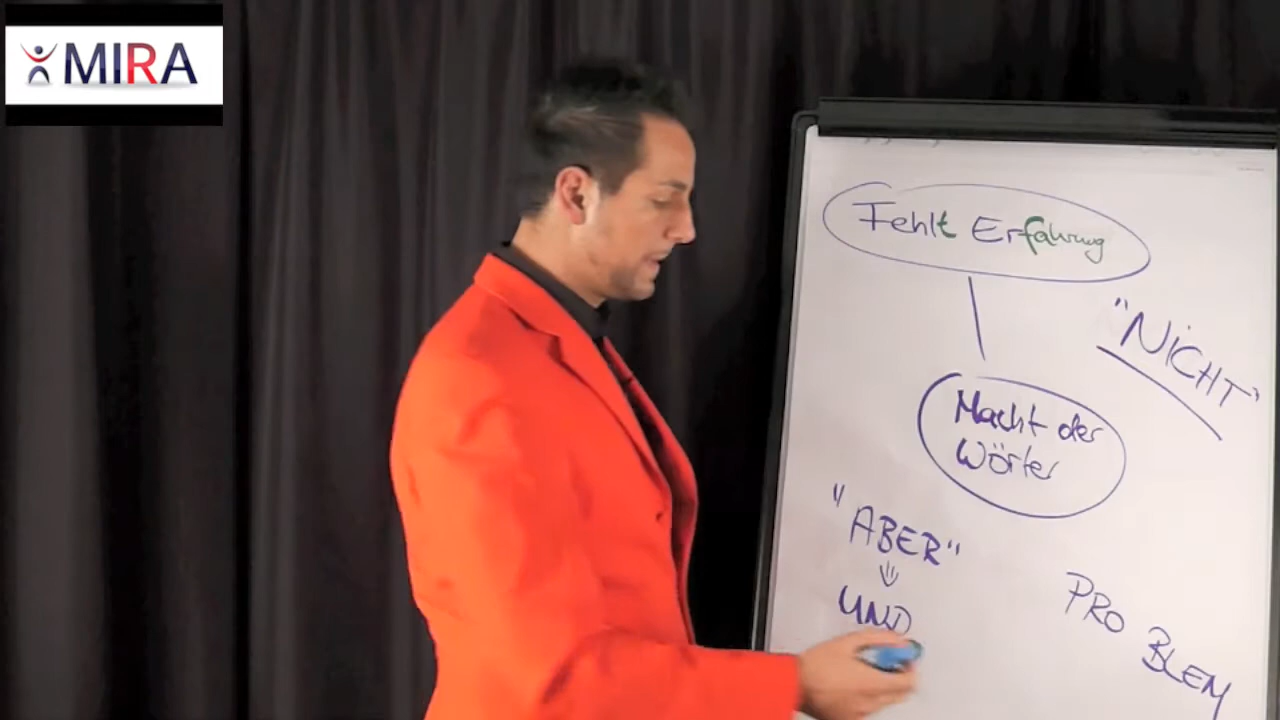 MIRA
Fehlt Erfahrung
"NiCHT"
Macht der
Wörter
"ABER"
UND
PRO BLEM